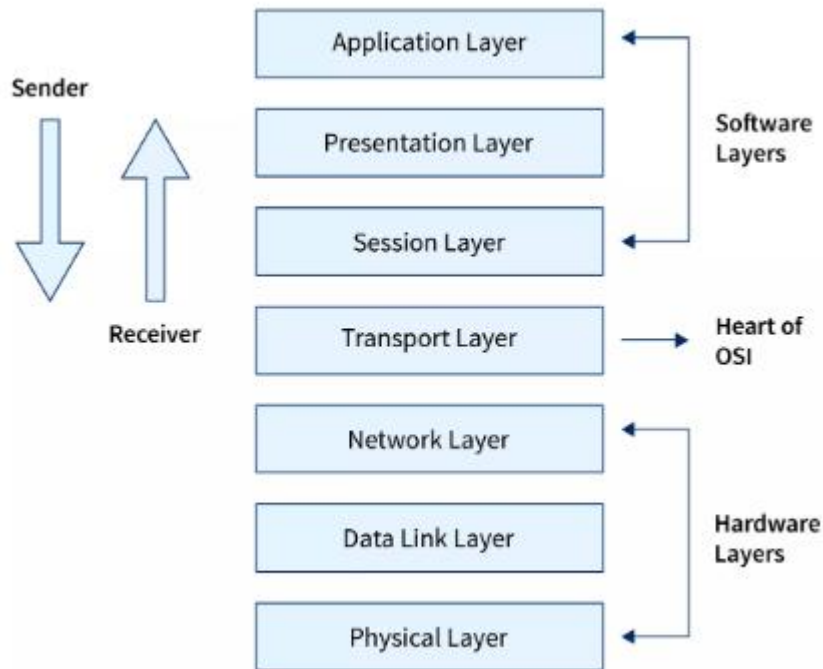 Application Layer
Sender
Presentation Layer
Software
Layers
Session Layer
Receiver
Transport Layer
Heart of
OSI
Network Layer
Data Link Layer
Hardware
Layers
Physical Layer